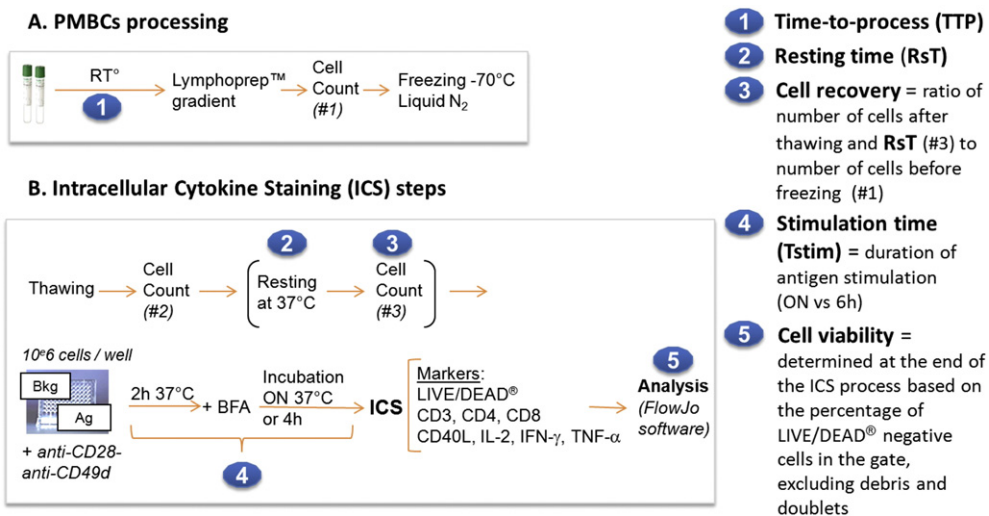 A. PMBCs processing
RT°
1
Lymphoprep™
gradient
Cell
Count
(#1)
Freezing -70°C
Liquid N₂
B. Intracellular Cytokine Staining (ICS) steps
Thawing
Cell
Count
(#2)
2
Resting
at 37°C
3
Cell
Count
(#3)
10ᵉ6 cells / well
Bkg
Ag
+ anti-CD28-
anti-CD49d
2h 37°C
+ BFA
Incubation
ON 37°C
or 4h
4
ICS
Markers:
LIVE/DEAD®
CD3, CD4, CD8
CD40L, IL-2, IFN-γ, TNF-α
5
Analysis
(FlowJo
software)
1 Time-to-process (TTP)
2 Resting time (RsT)
3 Cell recovery = ratio of
number of cells after
thawing and RsT (#3) to
number of cells before
freezing (#1)
4 Stimulation time
(Tstim) = duration of
antigen stimulation
(ON vs 6h)
5 Cell viability =
determined at the end of
the ICS process based on
the percentage of
LIVE/DEAD® negative
cells in the gate,
excluding debris and
doublets